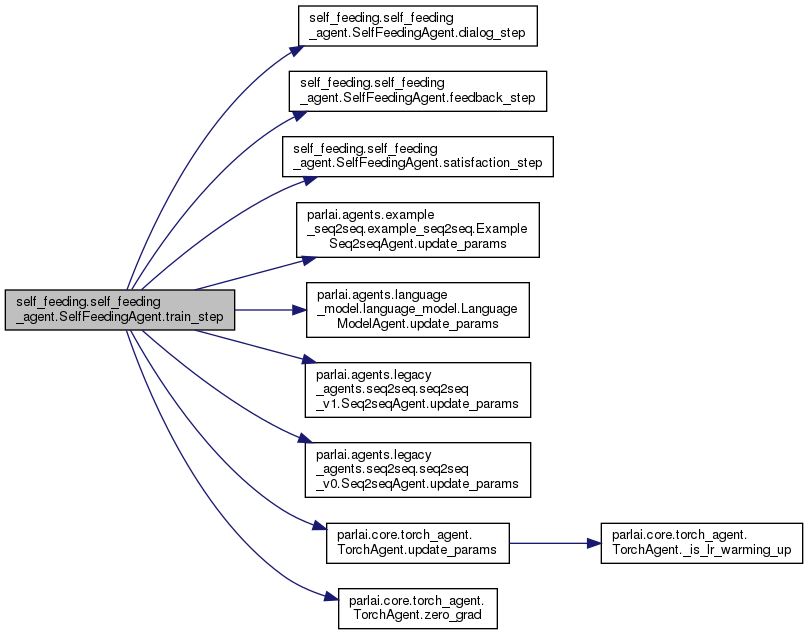 self_feeding.self_feeding
_agent.SelfFeedingAgent.dialog_step
self_feeding.self_feeding
_agent.SelfFeedingAgent.feedback_step
self_feeding.self_feeding
_agent.SelfFeedingAgent.satisfaction_step
parlai.agents.example
_seq2seq.example_seq2seq.Example
Seq2seqAgent.update_params
self_feeding.self_feeding
_agent.SelfFeedingAgent.train_step
parlai.agents.language
_model.language_model.Language
ModelAgent.update_params
parlai.agents.legacy
_agents.seq2seq.seq2seq
_v1.Seq2seqAgent.update_params
parlai.agents.legacy
_agents.seq2seq.seq2seq
_v0.Seq2seqAgent.update_params
parlai.core.torch_agent.
TorchAgent.update_params
parlai.core.torch_agent.
TorchAgent._is_lr_warming_up
parlai.core.torch_agent.
TorchAgent.zero_grad